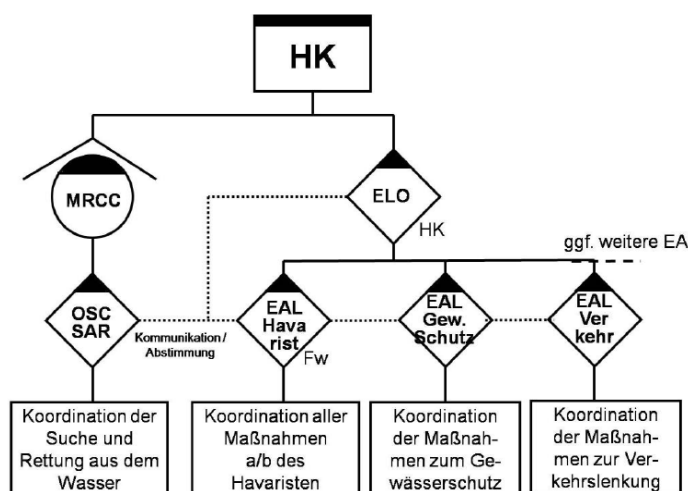 HK
MRCC
ELO
HK
ggf. weitere EA
OSC
SAR
Kommunikation /
Abstimmung
EAL
Hava
rist
Fw
EAL
Gew.
Schutz
EAL
Ver
kehr
Koordination der
Suche und
Rettung aus dem
Wasser
Koordination aller
Maßnahmen
a/b des
Havaristen
Koordination
der Maßnah-
men zum Ge-
wässerschutz
Koordination
der Maßnah-
men zur Ver-
kehrslenkung